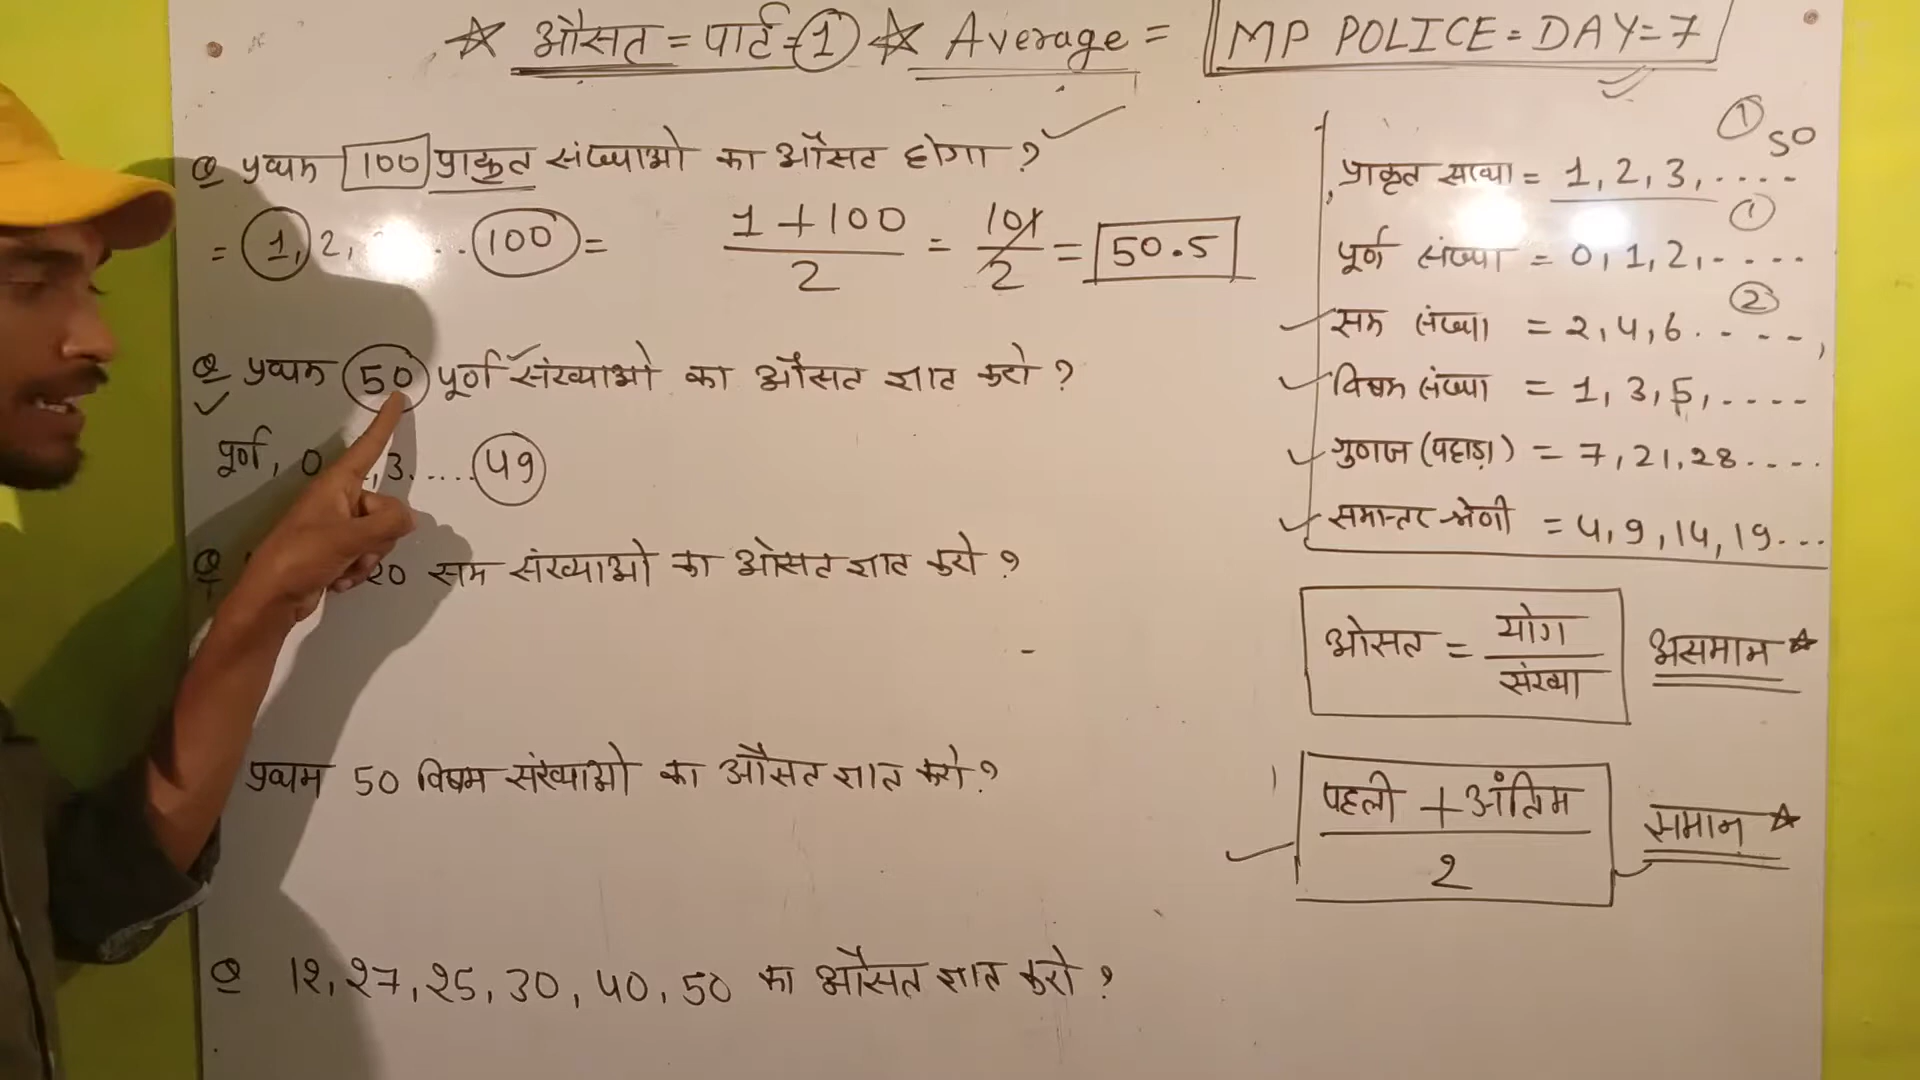 ☆ औसत = पार्ट-1 ☆ Average = MP POLICE = DAY = 7
Q प्रथम 100 प्राकृत संख्याओ का औसत होगा ?
= 1, 2, .. 100 = 1 + 100 / 2 = 101 / 2 = 50.5
Q प्रथम 50 पूर्ण संख्याओ का औसत ज्ञात करो ?
पूर्ण, 0 , 3 .... 49
Q 20 सम संख्याओ का औसत ज्ञात करो ?
प्रथम 50 विषम संख्याओ का औसत ज्ञात करो ?
Q 12, 27, 25, 30, 40, 50 का औसत ज्ञात करो ?
① 50
प्राकृत संख्या = 1, 2, 3, ....
①
पूर्ण संख्या = 0, 1, 2, ....
②
सम संख्या = 2, 4, 6 ....,
विषम संख्या = 1, 3, 5, ....
गुणज (पहाड़ा) = 7, 21, 28 ....
समान्तर श्रेणी = 4, 9, 14, 19 ...
औसत = योग / संख्या असमान ☆
पहली + अंतिम / 2 समान ☆